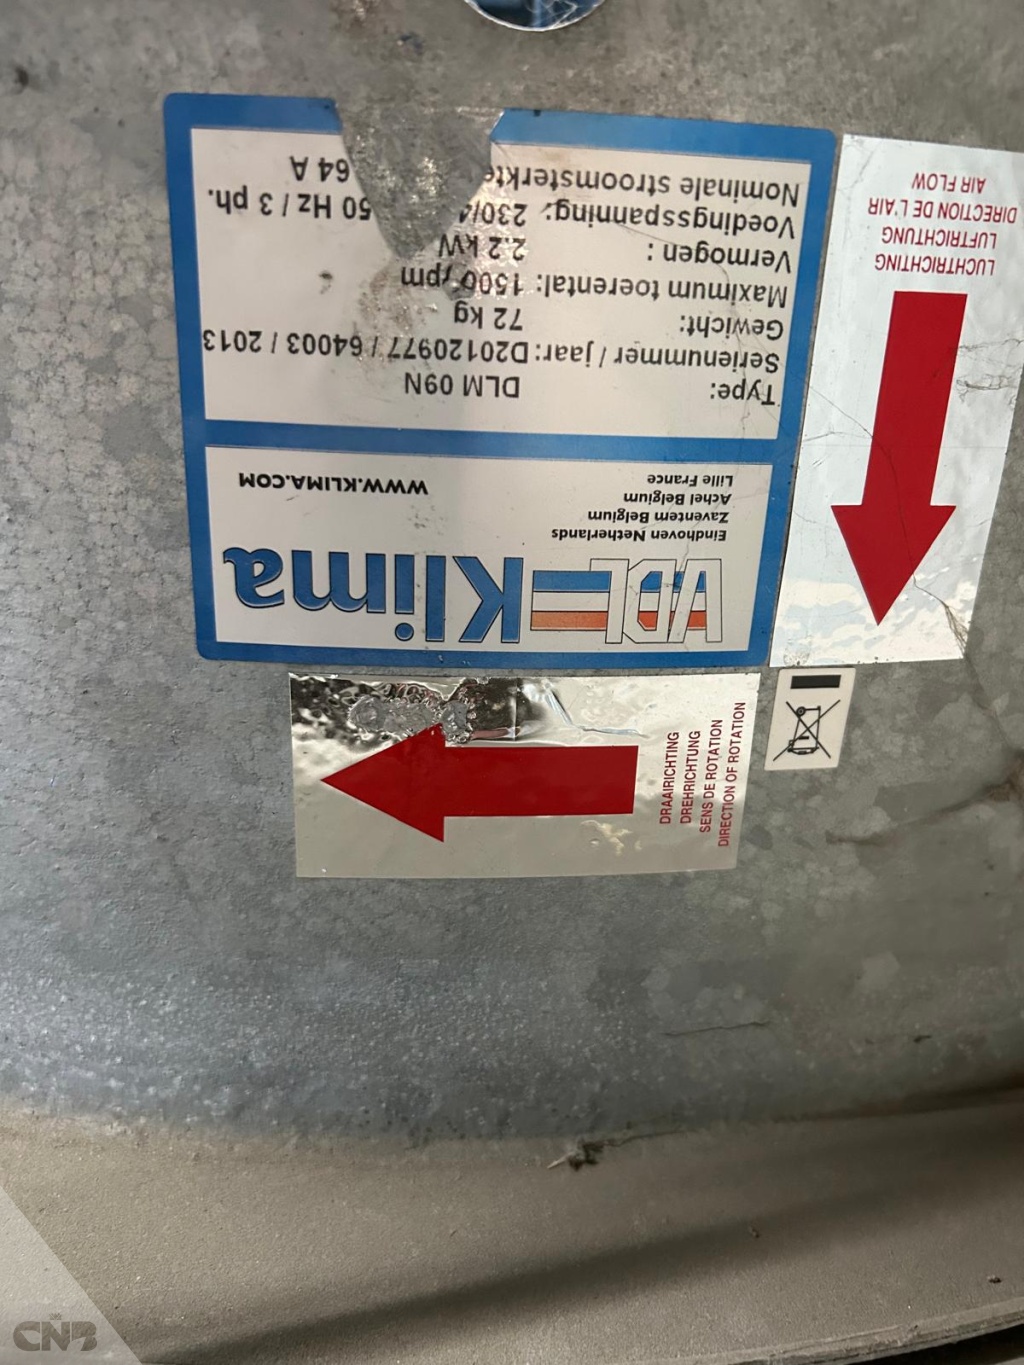 VDL Klima
Eindhoven Netherlands
Zaventem Belgium
Achel Belgium
Lille France
WWW.KLIMA.COM
Type: DLM 09N
Serienummer / jaar: D20120977 / 64003 / 2013
Gewicht: 72 kg
Maximum toerental: 1500 rpm
Vermogen : 2.2 kW
Voedingsspanning: 230/ 50 Hz / 3 ph.
Nominale stroomsterkte 64 A
LUCHTRICHTING
LUFTRICHTUNG
DIRECTION DE L'AIR
AIR FLOW
DRAAIRICHTING
DREHRICHTUNG
SENS DE ROTATION
DIRECTION OF ROTATION
CNB